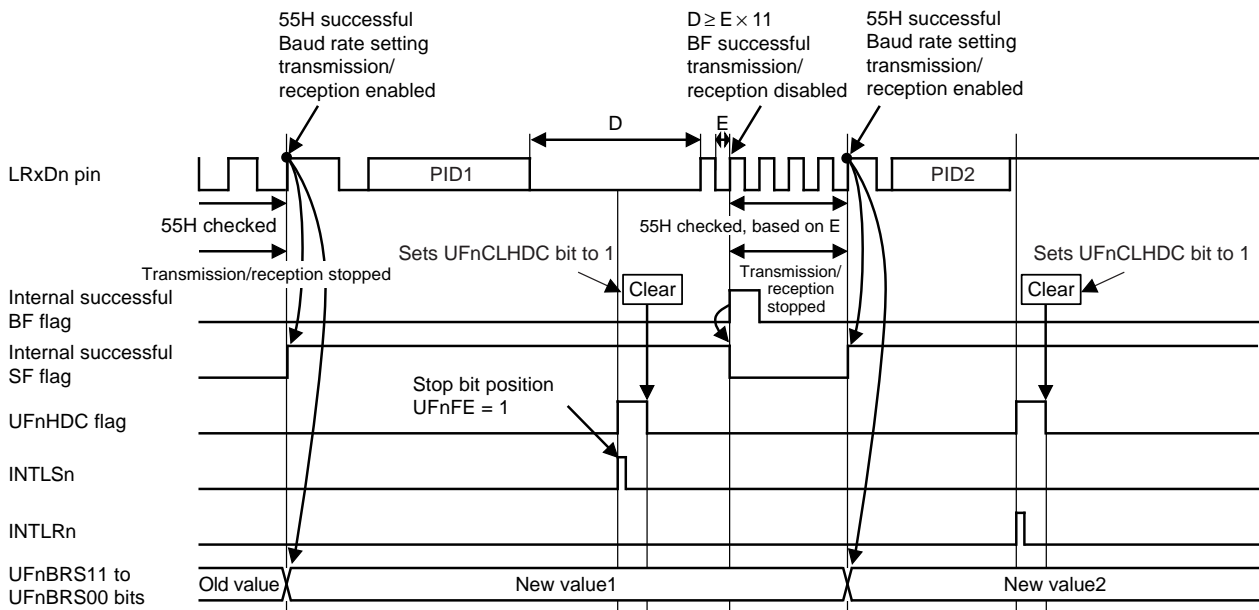 55H successful
Baud rate setting
transmission/
reception enabled
D ≥ E × 11
BF successful
transmission/
reception disabled
55H successful
Baud rate setting
transmission/
reception enabled
D
E
LRxDn pin
PID1
PID2
55H checked
55H checked, based on E
Transmission/reception stopped
Sets UFnCLHDC bit to 1
Transmission/
reception
stopped
Sets UFnCLHDC bit to 1
Clear
Clear
Internal successful
BF flag
Internal successful
SF flag
Stop bit position
UFnFE = 1
UFnHDC flag
INTLSn
INTLRn
UFnBRS11 to
UFnBRS00 bits
Old value
New value1
New value2